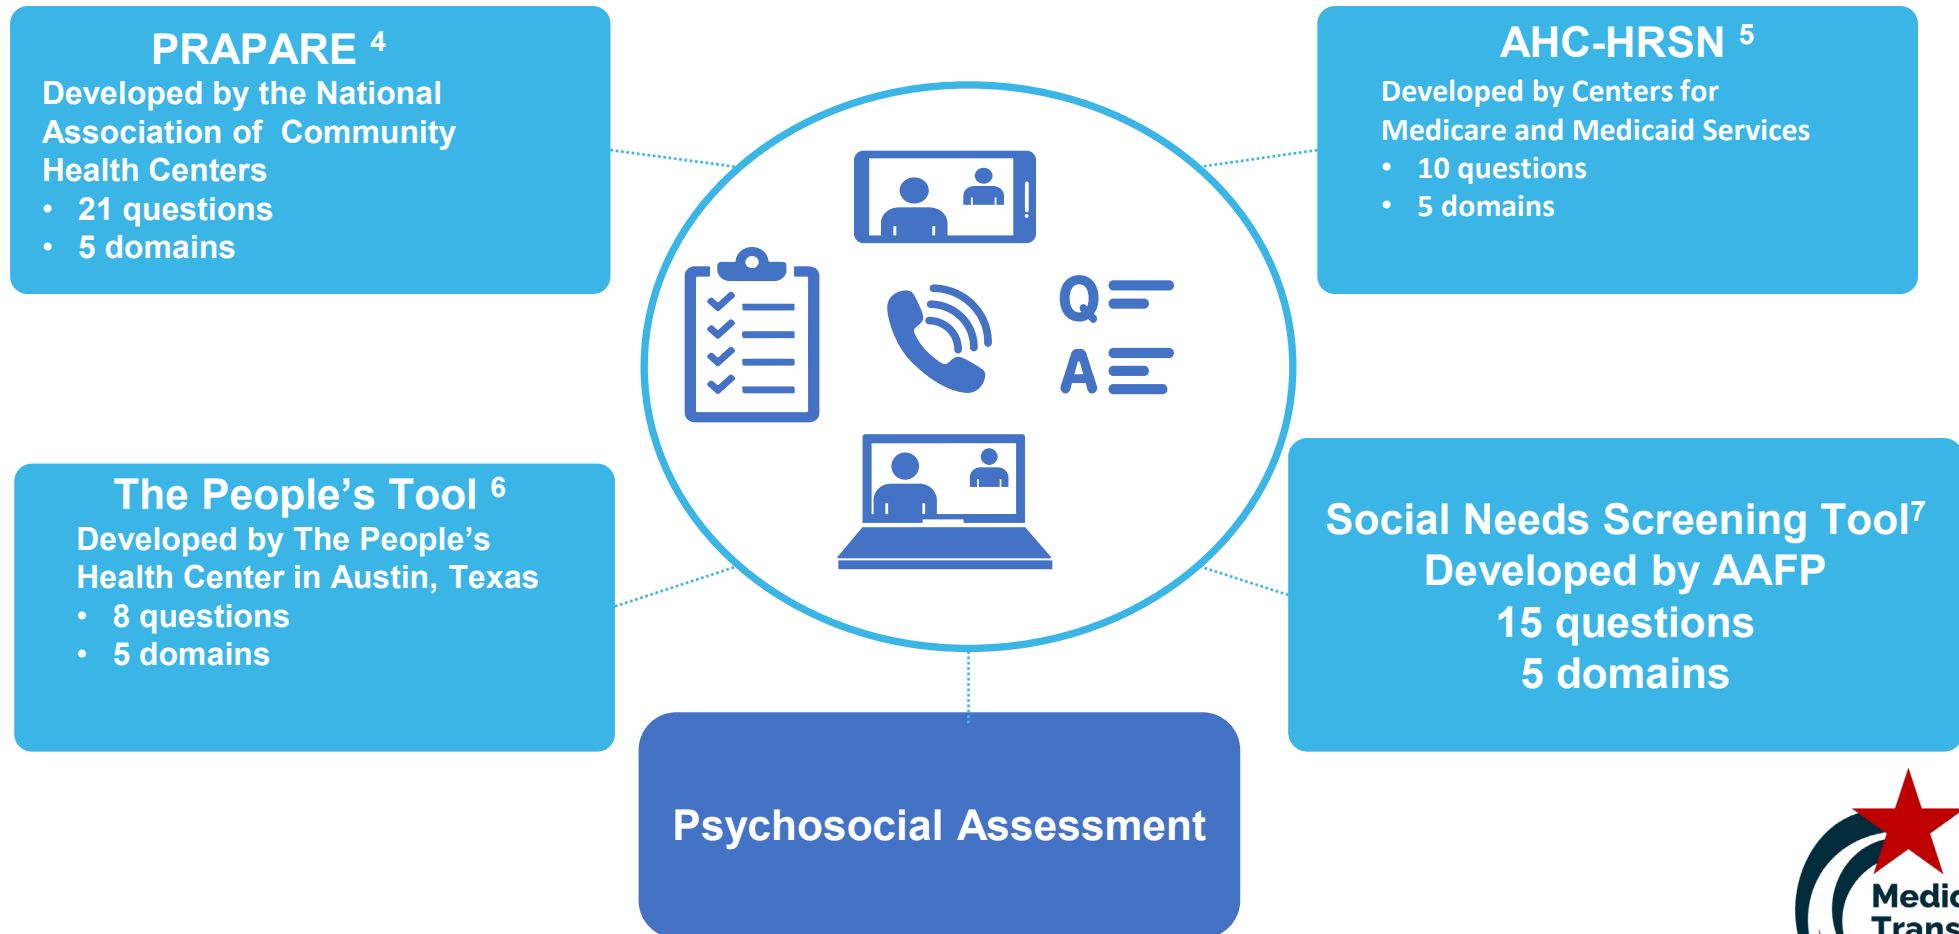 PRAPARE 4
Developed by the National
Association of Community
Health Centers
• 21 questions
• 5 domains
AHC-HRSN 5
Developed by Centers for
Medicare and Medicaid Services
• 10 questions
• 5 domains
Q
A
The People’s Tool 6
Developed by The People’s
Health Center in Austin, Texas
• 8 questions
• 5 domains
Social Needs Screening Tool7
Developed by AAFP
15 questions
5 domains
Psychosocial Assessment